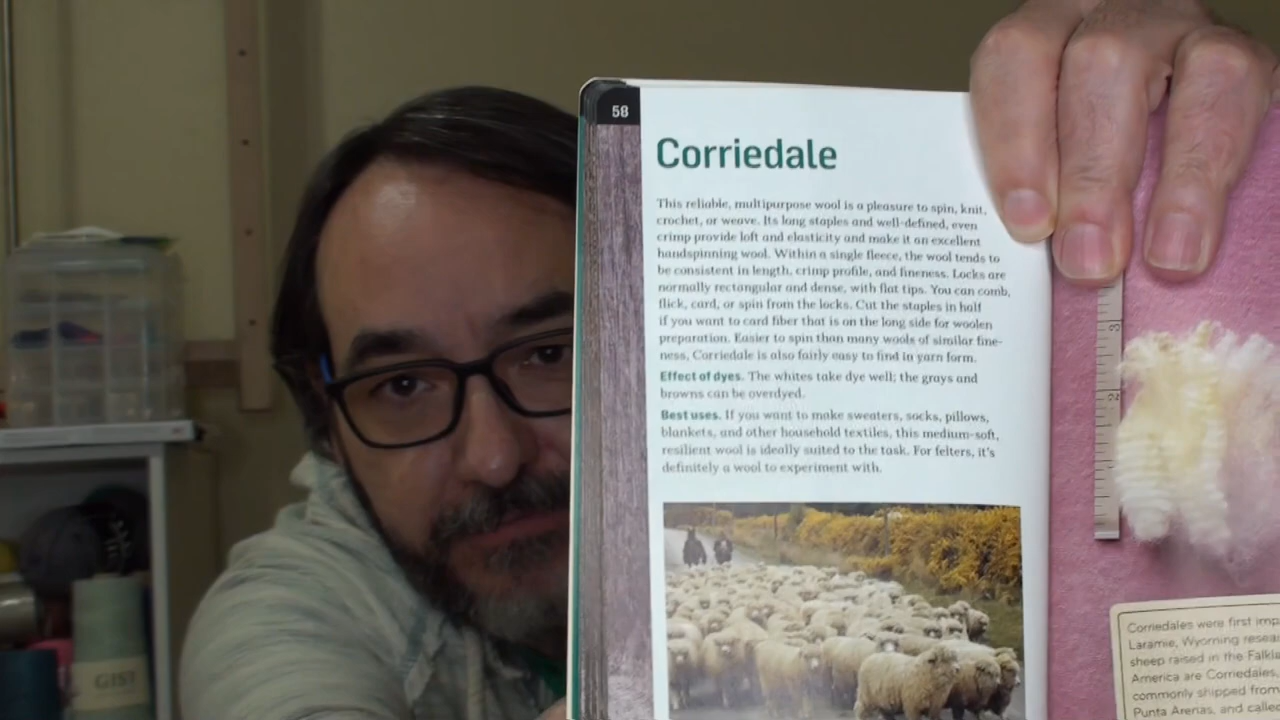 58
Corriedale
This reliable, multipurpose wool is a pleasure to spin, knit,
crochet, or weave. Its long staples and well-defined, even
crimp provide loft and elasticity and make it an excellent
handspinning wool. Within a single fleece, the wool tends to
be consistent in length, crimp profile, and fineness. Locks are
normally rectangular and dense, with flat tips. You can comb,
flick, card, or spin from the locks. Cut the staples in half
if you want to card fiber that is on the long side for woolen
preparation. Easier to spin than many wools of similar fine-
ness, Corriedale is also fairly easy to find in yarn form.
Effect of dyes. The whites take dye well; the grays and
browns can be overdyed.
Best uses. If you want to make sweaters, socks, pillows,
blankets, and other household textiles, this medium-soft,
resilient wool is ideally suited to the task. For felters, it's
definitely a wool to experiment with.
3
2
Corriedales were first imp
Laramie, Wyoming resea
sheep raised in the Falkl
America are Corriedales,
commonly shipped from
Punta Arenas, and called
GIST